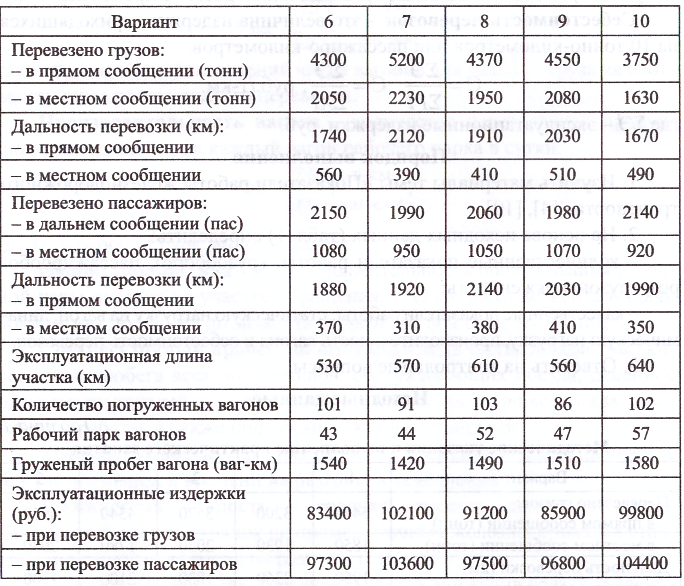 Вариант 6 7 8 9 10
Перевезено грузов:
– в прямом сообщении (тонн) 4300 5200 4370 4550 3750
– в местном сообщении (тонн) 2050 2230 1950 2080 1630
Дальность перевозки (км):
– в прямом сообщении 1740 2120 1910 2030 1670
– в местном сообщении 560 390 410 510 490
Перевезено пассажиров:
– в дальнем сообщении (пас) 2150 1990 2060 1980 2140
– в местном сообщении (пас) 1080 950 1050 1070 920
Дальность перевозки (км):
– в прямом сообщении 1880 1920 2140 2030 1990
– в местном сообщении 370 310 380 410 350
Эксплуатационная длина
участка (км) 530 570 610 560 640
Количество погруженных вагонов 101 91 103 86 102
Рабочий парк вагонов 43 44 52 47 57
Груженый пробег вагона (ваг-км) 1540 1420 1490 1510 1580
Эксплуатационные издержки
(руб.): 83400 102100 91200 85900 99800
– при перевозке грузов
– при перевозке пассажиров 97300 103600 97500 96800 104400